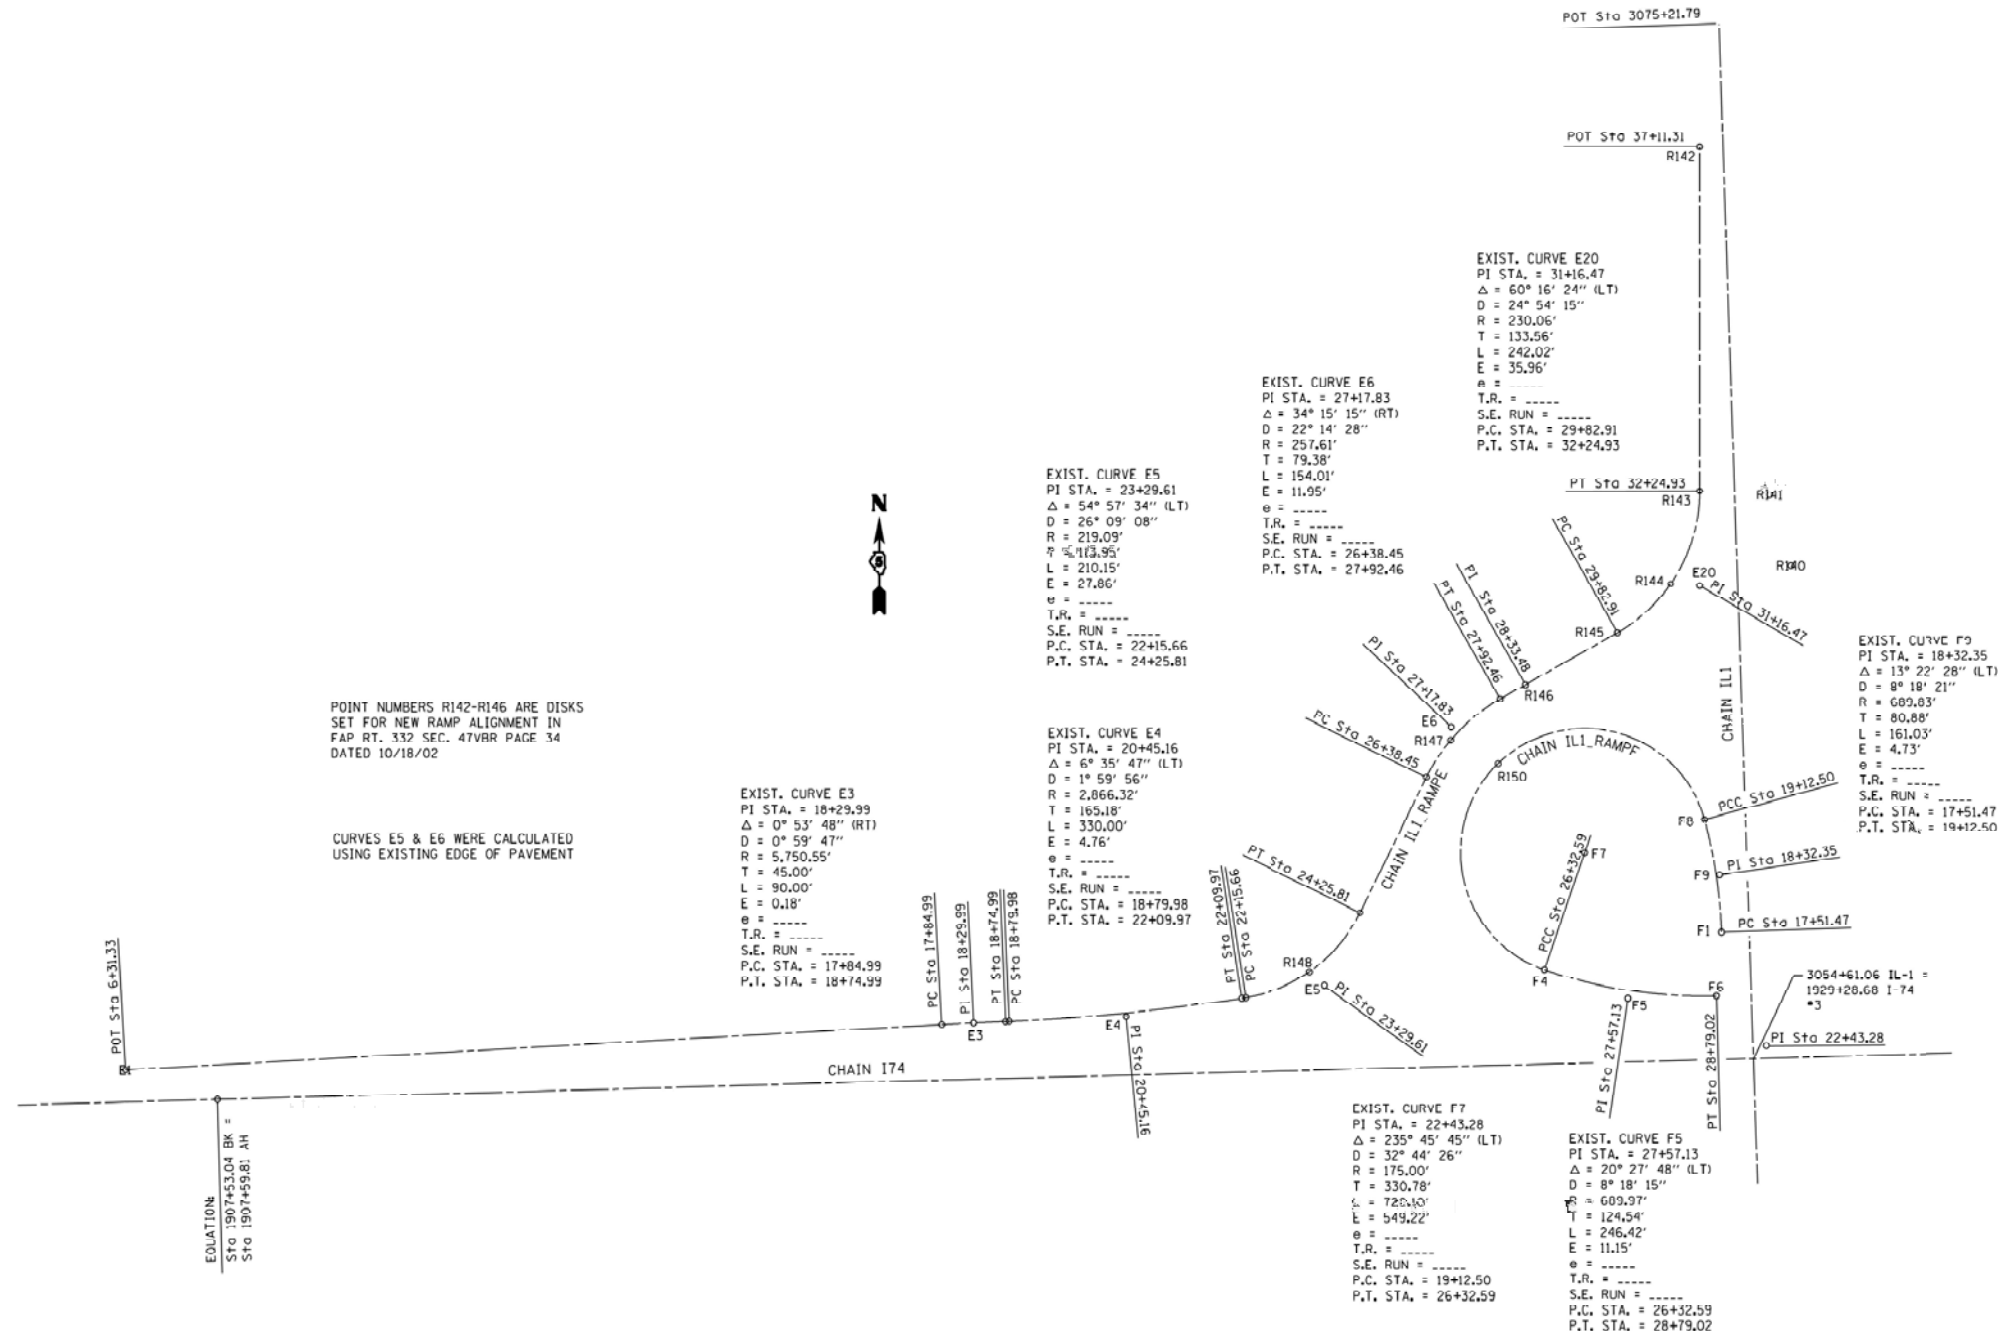 POT Sta 3075+21.79
POT Sta 37+11.31
R142
EXIST. CURVE E20
PI STA. = 31+16.47
Δ = 60° 16' 24" (LT)
D = 24° 54' 15"
R = 230.06'
T = 133.56'
L = 242.02'
E = 35.96'
e = -----
T.R. = -----
S.E. RUN = -----
P.C. STA. = 29+82.91
P.T. STA. = 32+24.93
EXIST. CURVE E6
PI STA. = 27+17.83
Δ = 34° 15' 15" (RT)
D = 22° 14' 28"
R = 257.61'
T = 79.38'
L = 154.01'
E = 11.95'
e = -----
T.R. = -----
S.E. RUN = -----
P.C. STA. = 26+38.45
P.T. STA. = 27+92.46
EXIST. CURVE E5
PI STA. = 23+29.61
Δ = 54° 57' 34" (LT)
D = 26° 09' 08"
R = 219.09'
T = 113.95'
L = 210.15'
E = 27.86'
e = -----
T.R. = -----
S.E. RUN = -----
P.C. STA. = 22+15.66
P.T. STA. = 24+25.81
N
PT Sta 32+24.93
R143
R141
R140
PC Sta 29+82.91
R144
E20
PI Sta 31+16.47
R145
PI Sta 28+33.48
PT Sta 27+92.46
R146
PI Sta 27+17.83
E6
R147
PC Sta 26+38.45
CHAIN IL1
EXIST. CURVE F9
PI STA. = 18+32.35
Δ = 13° 22' 28" (LT)
D = 8° 18' 21"
R = 689.83'
T = 80.88'
L = 161.03'
E = 4.73'
e = -----
T.R. = -----
S.E. RUN = -----
P.C. STA. = 17+51.47
P.T. STA. = 19+12.50
POINT NUMBERS R142-R146 ARE DISKS
SET FOR NEW RAMP ALIGNMENT IN
FAP RT. 332 SEC. 47VBR PAGE 34
DATED 10/18/02
CURVES E5 & E6 WERE CALCULATED
USING EXISTING EDGE OF PAVEMENT
EXIST. CURVE E3
PI STA. = 18+29.99
Δ = 0° 53' 48" (RT)
D = 0° 59' 47"
R = 5,750.55'
T = 45.00'
L = 90.00'
E = 0.18'
e = -----
T.R. = -----
S.E. RUN = -----
P.C. STA. = 17+84.99
P.T. STA. = 18+74.99
EXIST. CURVE E4
PI STA. = 20+45.16
Δ = 6° 35' 47" (LT)
D = 1° 59' 56"
R = 2,866.32'
T = 165.18'
L = 330.00'
E = 4.76'
e = -----
T.R. = -----
S.E. RUN = -----
P.C. STA. = 18+79.98
P.T. STA. = 22+09.97
CHAIN IL1_RAMPF
R150
CHAIN IL1_RAMPE
PCC Sta 19+12.50
F8
F7
PCC Sta 26+32.59
PI Sta 18+32.35
F9
PC Sta 17+51.47
F1
PT Sta 24+25.81
PT Sta 22+09.97
PC Sta 22+15.66
R148
E5
PI Sta 23+29.61
F4
F5
F6
PI Sta 27+57.13
PT Sta 28+79.02
3054+61.06 IL-1 =
1929+28.68 I-74
*3
PI Sta 22+43.28
POT Sta 6+31.33
PC Sta 17+84.99
PI Sta 18+29.99
PT Sta 18+74.99
PC Sta 18+79.98
E3
E4
PI Sta 20+45.16
CHAIN I74
EQUATION:
Sta 1907+53.04 BK =
Sta 1907+59.81 AH
EXIST. CURVE F7
PI STA. = 22+43.28
Δ = 235° 45' 45" (LT)
D = 32° 44' 26"
R = 175.00'
T = 330.78'
E = 549.22'
e = -----
T.R. = -----
S.E. RUN = -----
P.C. STA. = 19+12.50
P.T. STA. = 26+32.59
EXIST. CURVE F5
PI STA. = 27+57.13
Δ = 20° 27' 48" (LT)
D = 8° 18' 15"
R = 689.97'
T = 124.54'
L = 246.42'
E = 11.15'
e = -----
T.R. = -----
S.E. RUN = -----
P.C. STA. = 26+32.59
P.T. STA. = 28+79.02